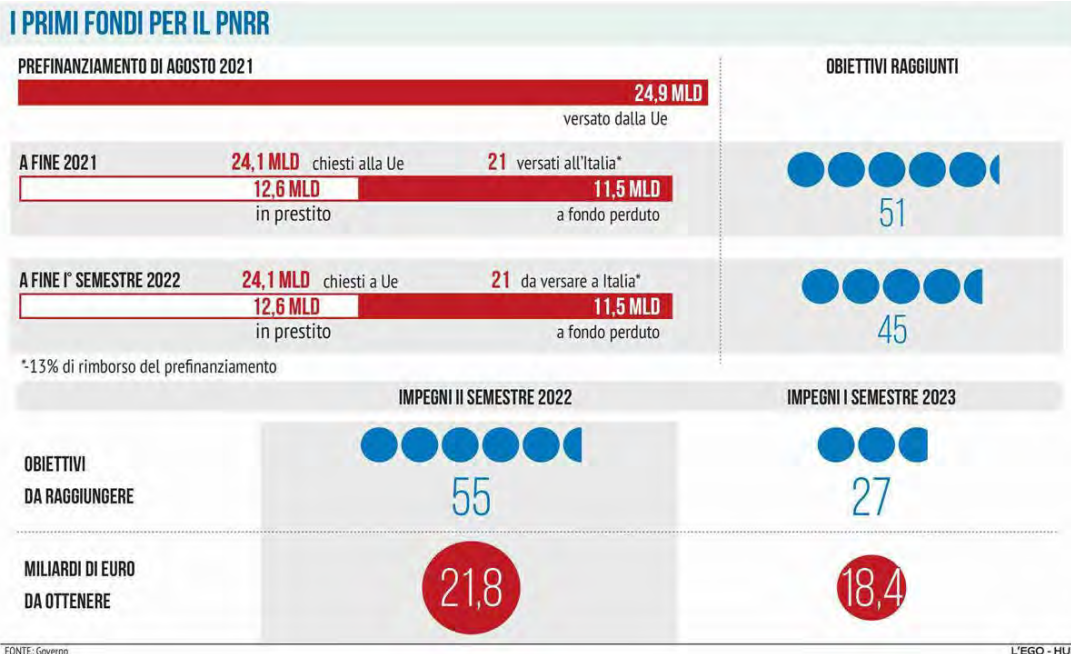 I PRIMI FONDI PER IL PNRR
PREFINANZIAMENTO DI AGOSTO 2021
OBIETTIVI RAGGIUNTI
24,9 MLD
versato dalla Ue
A FINE 2021
24,1 MLD chiesti alla Ue
21 versati all'Italia*
12,6 MLD
11,5 MLD
in prestito
a fondo perduto
51
A FINE I° SEMESTRE 2022
24,1 MLD chiesti a Ue
21 da versare a Italia*
12,6 MLD
11,5 MLD
in prestito
a fondo perduto
45
*-13% di rimborso del prefinanziamento
IMPEGNI II SEMESTRE 2022
IMPEGNI I SEMESTRE 2023
OBIETTIVI
DA RAGGIUNGERE
55
27
MILIARDI DI EURO
DA OTTENERE
21,8
18,4
FONTE: Governo
L'EGO - HU